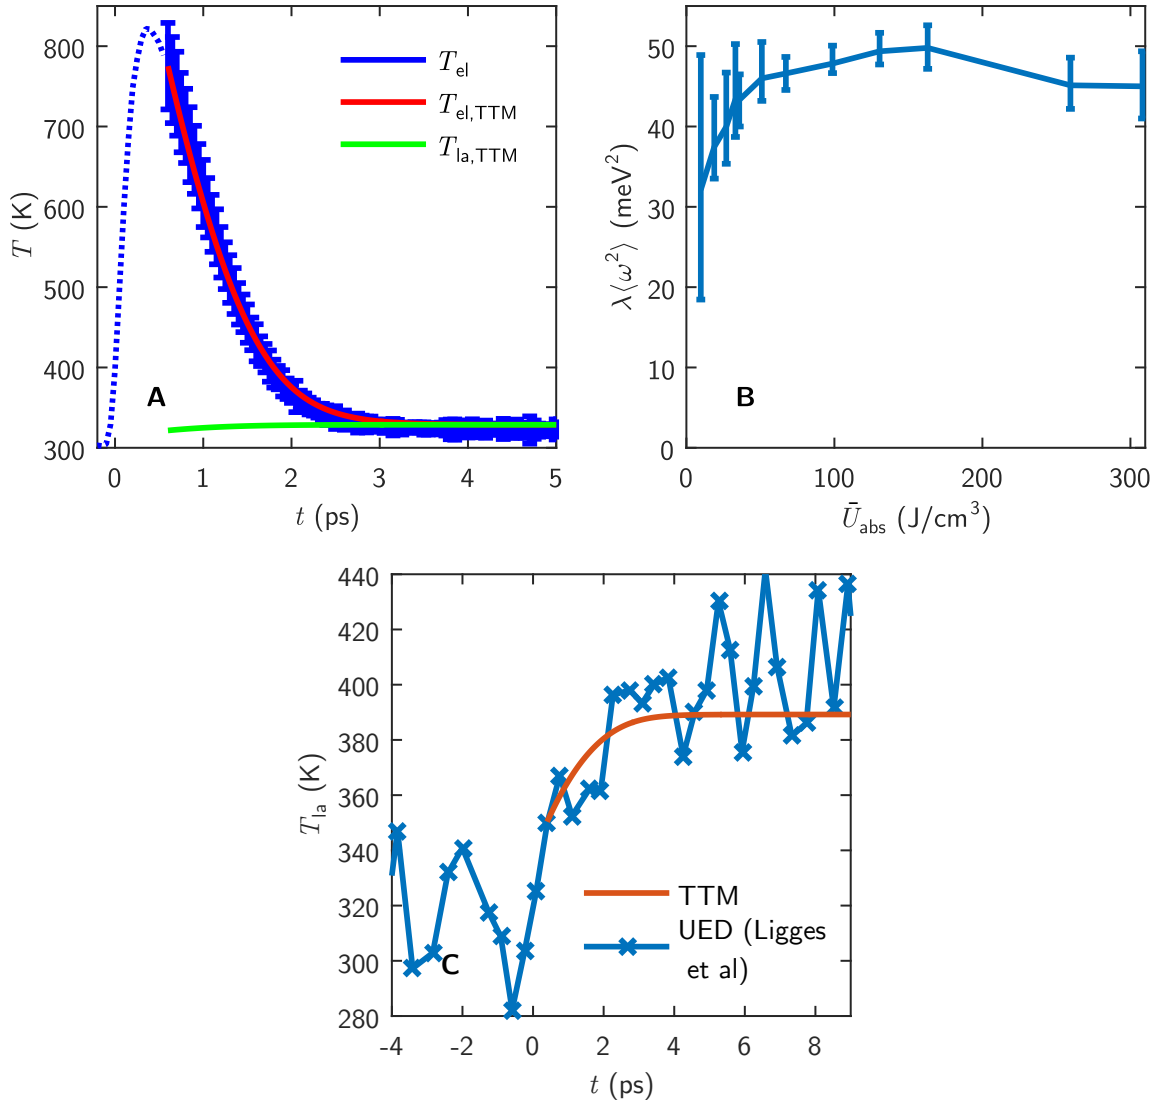 800
700
600
500
400
300
T (K)
T_el
T_el,TTM
T_la,TTM
A
0 1 2 3 4 5
t (ps)
50
40
30
20
10
0
λ⟨ω²⟩ (meV²)
B
0 100 200 300
Ū_abs (J/cm³)
440
420
400
380
360
340
320
300
280
T_la (K)
TTM
UED (Ligges
et al)
C
-4 -2 0 2 4 6 8
t (ps)